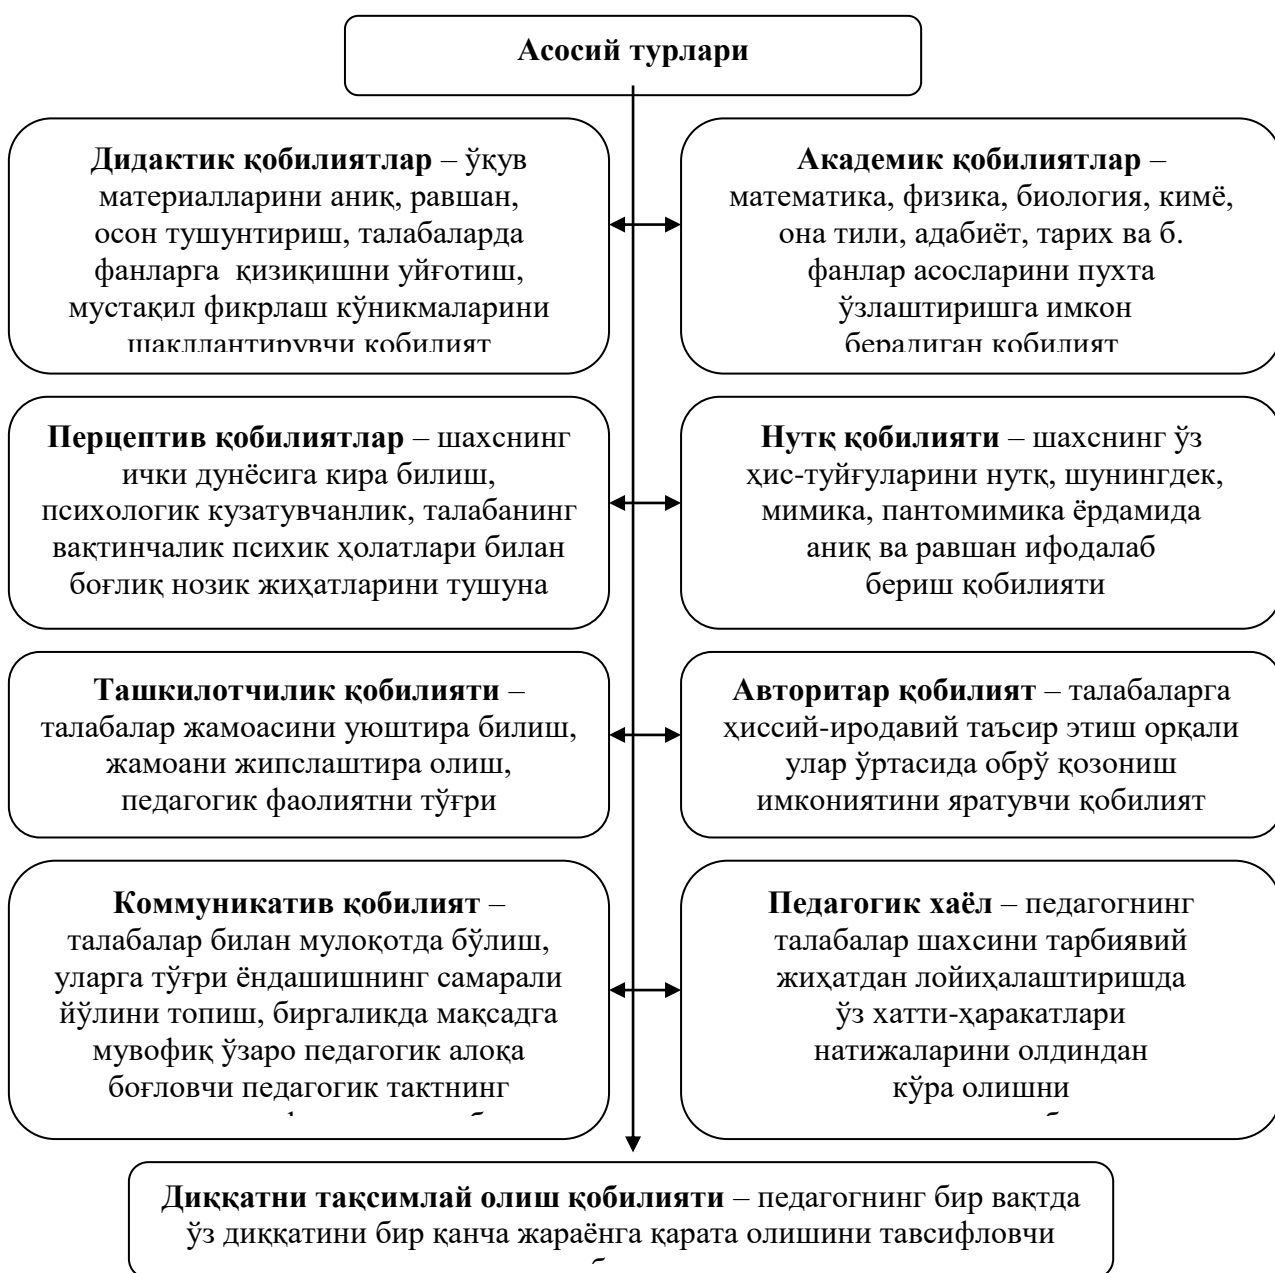 Асосий турлари
Дидактик қобилиятлар – ўқув
материалларини аниқ, равшан,
осон тушунтириш, талабаларда
фанларга қизиқишни уйғотиш,
мустақил фикрлаш кўникмаларини
шакллантирувчи қобилият
Академик қобилиятлар –
математика, физика, биология, кимё,
она тили, адабиёт, тарих ва б.
фанлар асосларини пухта
ўзлаштиришга имкон
берадиган қобилият
Перцептив қобилиятлар – шахснинг
ички дунёсига кира билиш,
психологик кузатувчанлик, талабанинг
вақтинчалик психик ҳолатлари билан
боғлиқ нозик жиҳатларини тушуна
Нутқ қобилияти – шахснинг ўз
ҳис-туйғуларини нутқ, шунингдек,
мимика, пантомимика ёрдамида
аниқ ва равшан ифодалаб
бериш қобилияти
Ташкилотчилик қобилияти –
талабалар жамоасини уюштира билиш,
жамоани жипслаштира олиш,
педагогик фаолиятни тўғри
Авторитар қобилият – талабаларга
ҳиссий-иродавий таъсир этиш орқали
улар ўртасида обрў қозониш
имкониятини яратувчи қобилият
Коммуникатив қобилият –
талабалар билан мулоқотда бўлиш,
уларга тўғри ёндашишнинг самарали
йўлини топиш, биргаликда мақсадга
мувофиқ ўзаро педагогик алоқа
боғловчи педагогик тактнинг
Педагогик хаёл – педагогнинг
талабалар шахсини тарбиявий
жиҳатдан лойиҳалаштиришда
ўз хатти-ҳаракатлари
натижаларини олдиндан
кўра олишни
Диққатни тақсимлай олиш қобилияти – педагогнинг бир вақтда
ўз диққатини бир қанча жараёнга қарата олишини тавсифловчи